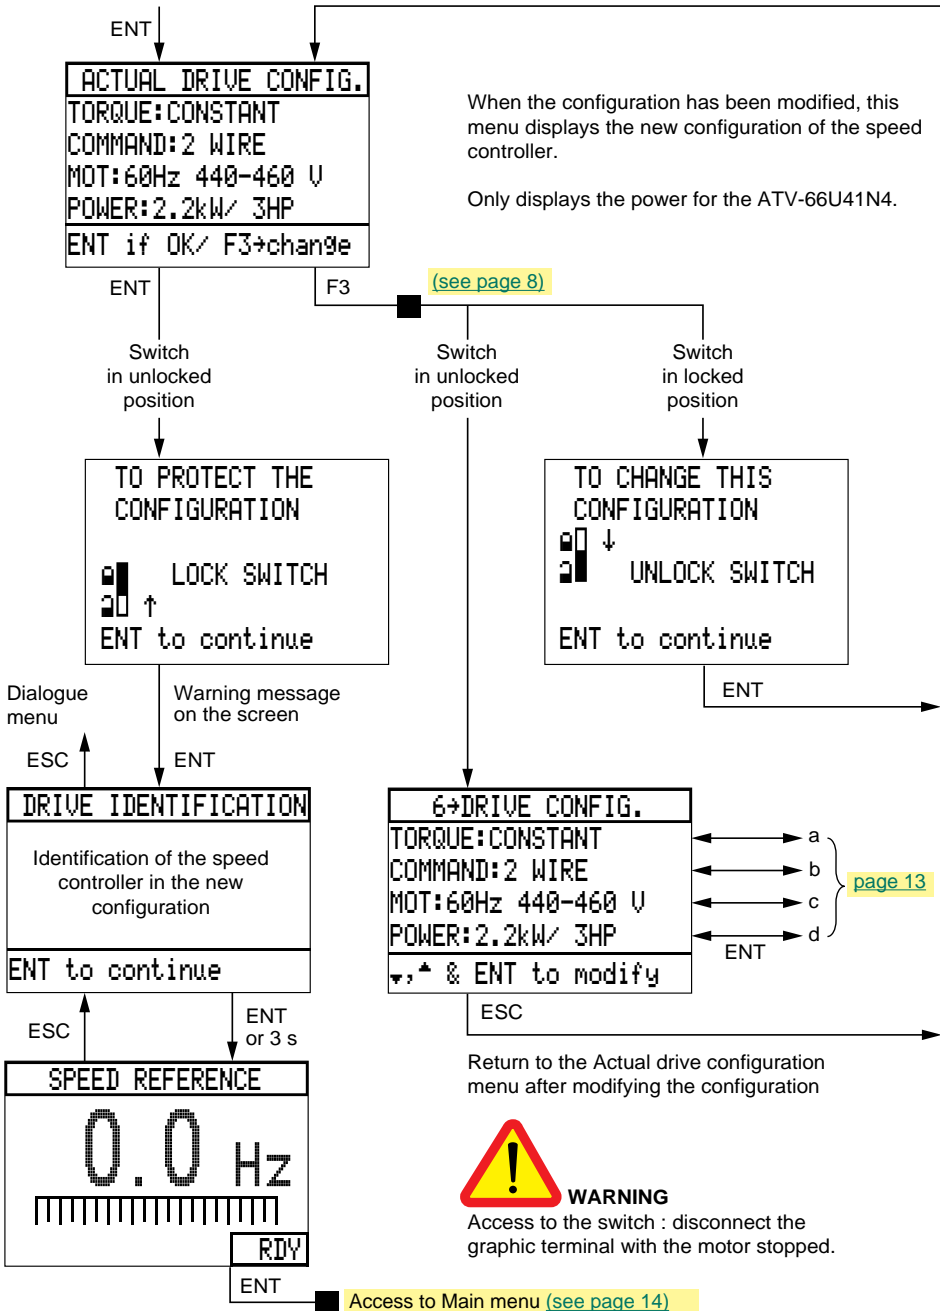 ENT
ACTUAL DRIVE CONFIG.
TORQUE:CONSTANT
COMMAND:2 WIRE
MOT:60Hz 440-460 V
POWER:2.2kW/ 3HP
ENT if OK/ F3→change
When the configuration has been modified, this
menu displays the new configuration of the speed
controller.
Only displays the power for the ATV-66U41N4.
ENT
F3
(see page 8)
Switch
in unlocked
position
Switch
in unlocked
position
Switch
in locked
position
TO PROTECT THE
CONFIGURATION
LOCK SWITCH
↑
ENT to continue
TO CHANGE THIS
CONFIGURATION
↓
UNLOCK SWITCH
ENT to continue
ENT
Dialogue
menu
Warning message
on the screen
ESC
ENT
DRIVE IDENTIFICATION
Identification of the speed
controller in the new
configuration
ENT to continue
6→DRIVE CONFIG.
TORQUE:CONSTANT
COMMAND:2 WIRE
MOT:60Hz 440-460 V
POWER:2.2kW/ 3HP
▼,▲ & ENT to modify
a
b
c
d
page 13
ENT
ESC
ESC
ENT
or 3 s
Return to the Actual drive configuration
menu after modifying the configuration
SPEED REFERENCE
0.0 Hz
RDY
WARNING
Access to the switch : disconnect the
graphic terminal with the motor stopped.
ENT
Access to Main menu (see page 14)